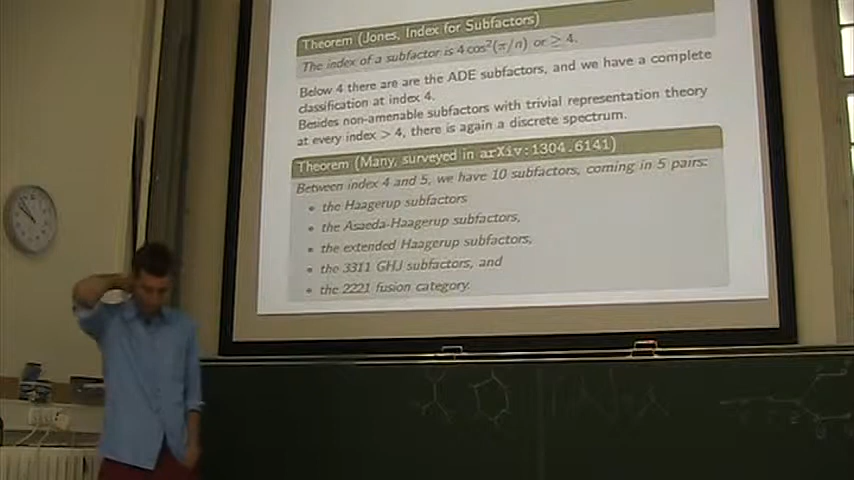 Theorem (Jones, Index for Subfactors)
The index of a subfactor is 4 cos²(π/n) or ≥ 4.
Below 4 there are are the ADE subfactors, and we have a complete
classification at index 4.
Besides non-amenable subfactors with trivial representation theory
at every index > 4, there is again a discrete spectrum.
Theorem (Many, surveyed in arXiv:1304.6141)
Between index 4 and 5, we have 10 subfactors, coming in 5 pairs:
• the Haagerup subfactors
• the Asaeda-Haagerup subfactors,
• the extended Haagerup subfactors,
• the 3311 GHJ subfactors, and
• the 2221 fusion category.